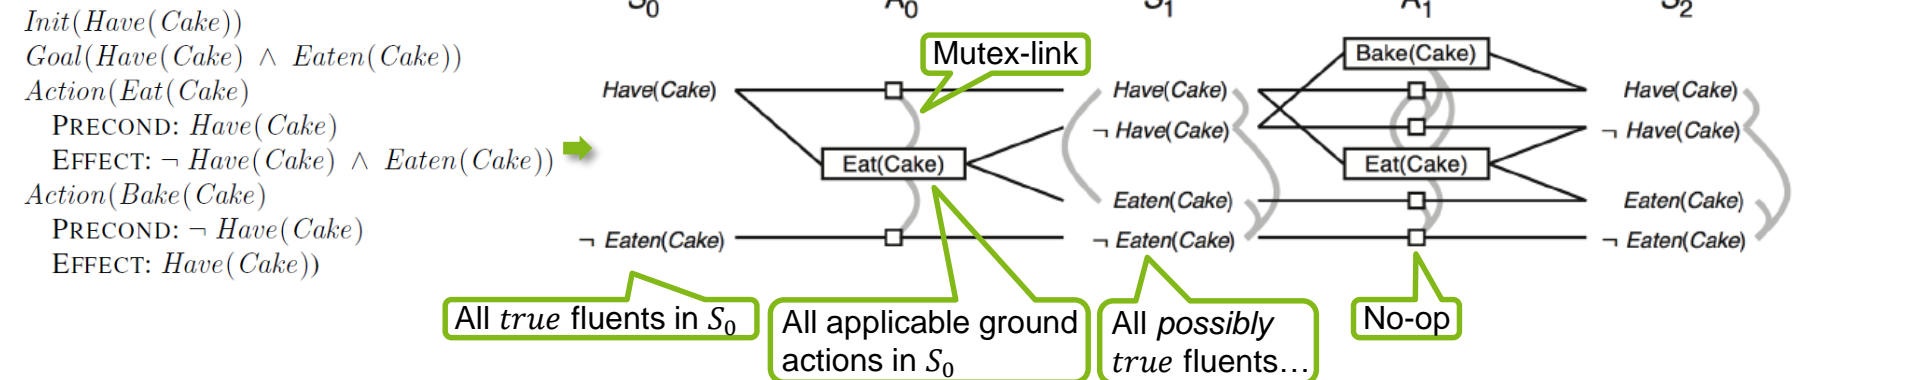 S₀ A₀ S₁ A₁ S₂
Init(Have(Cake))
Goal(Have(Cake) ∧ Eaten(Cake))
Action(Eat(Cake)
PRECOND: Have(Cake)
EFFECT: ¬ Have(Cake) ∧ Eaten(Cake))
Action(Bake(Cake)
PRECOND: ¬ Have(Cake)
EFFECT: Have(Cake))
Have(Cake)
¬ Eaten(Cake)
Mutex-link
Eat(Cake)
Have(Cake)
¬ Have(Cake)
Eaten(Cake)
¬ Eaten(Cake)
Bake(Cake)
Eat(Cake)
Have(Cake)
¬ Have(Cake)
Eaten(Cake)
¬ Eaten(Cake)
All true fluents in S₀
All applicable ground
actions in S₀
All possibly
true fluents...
No-op